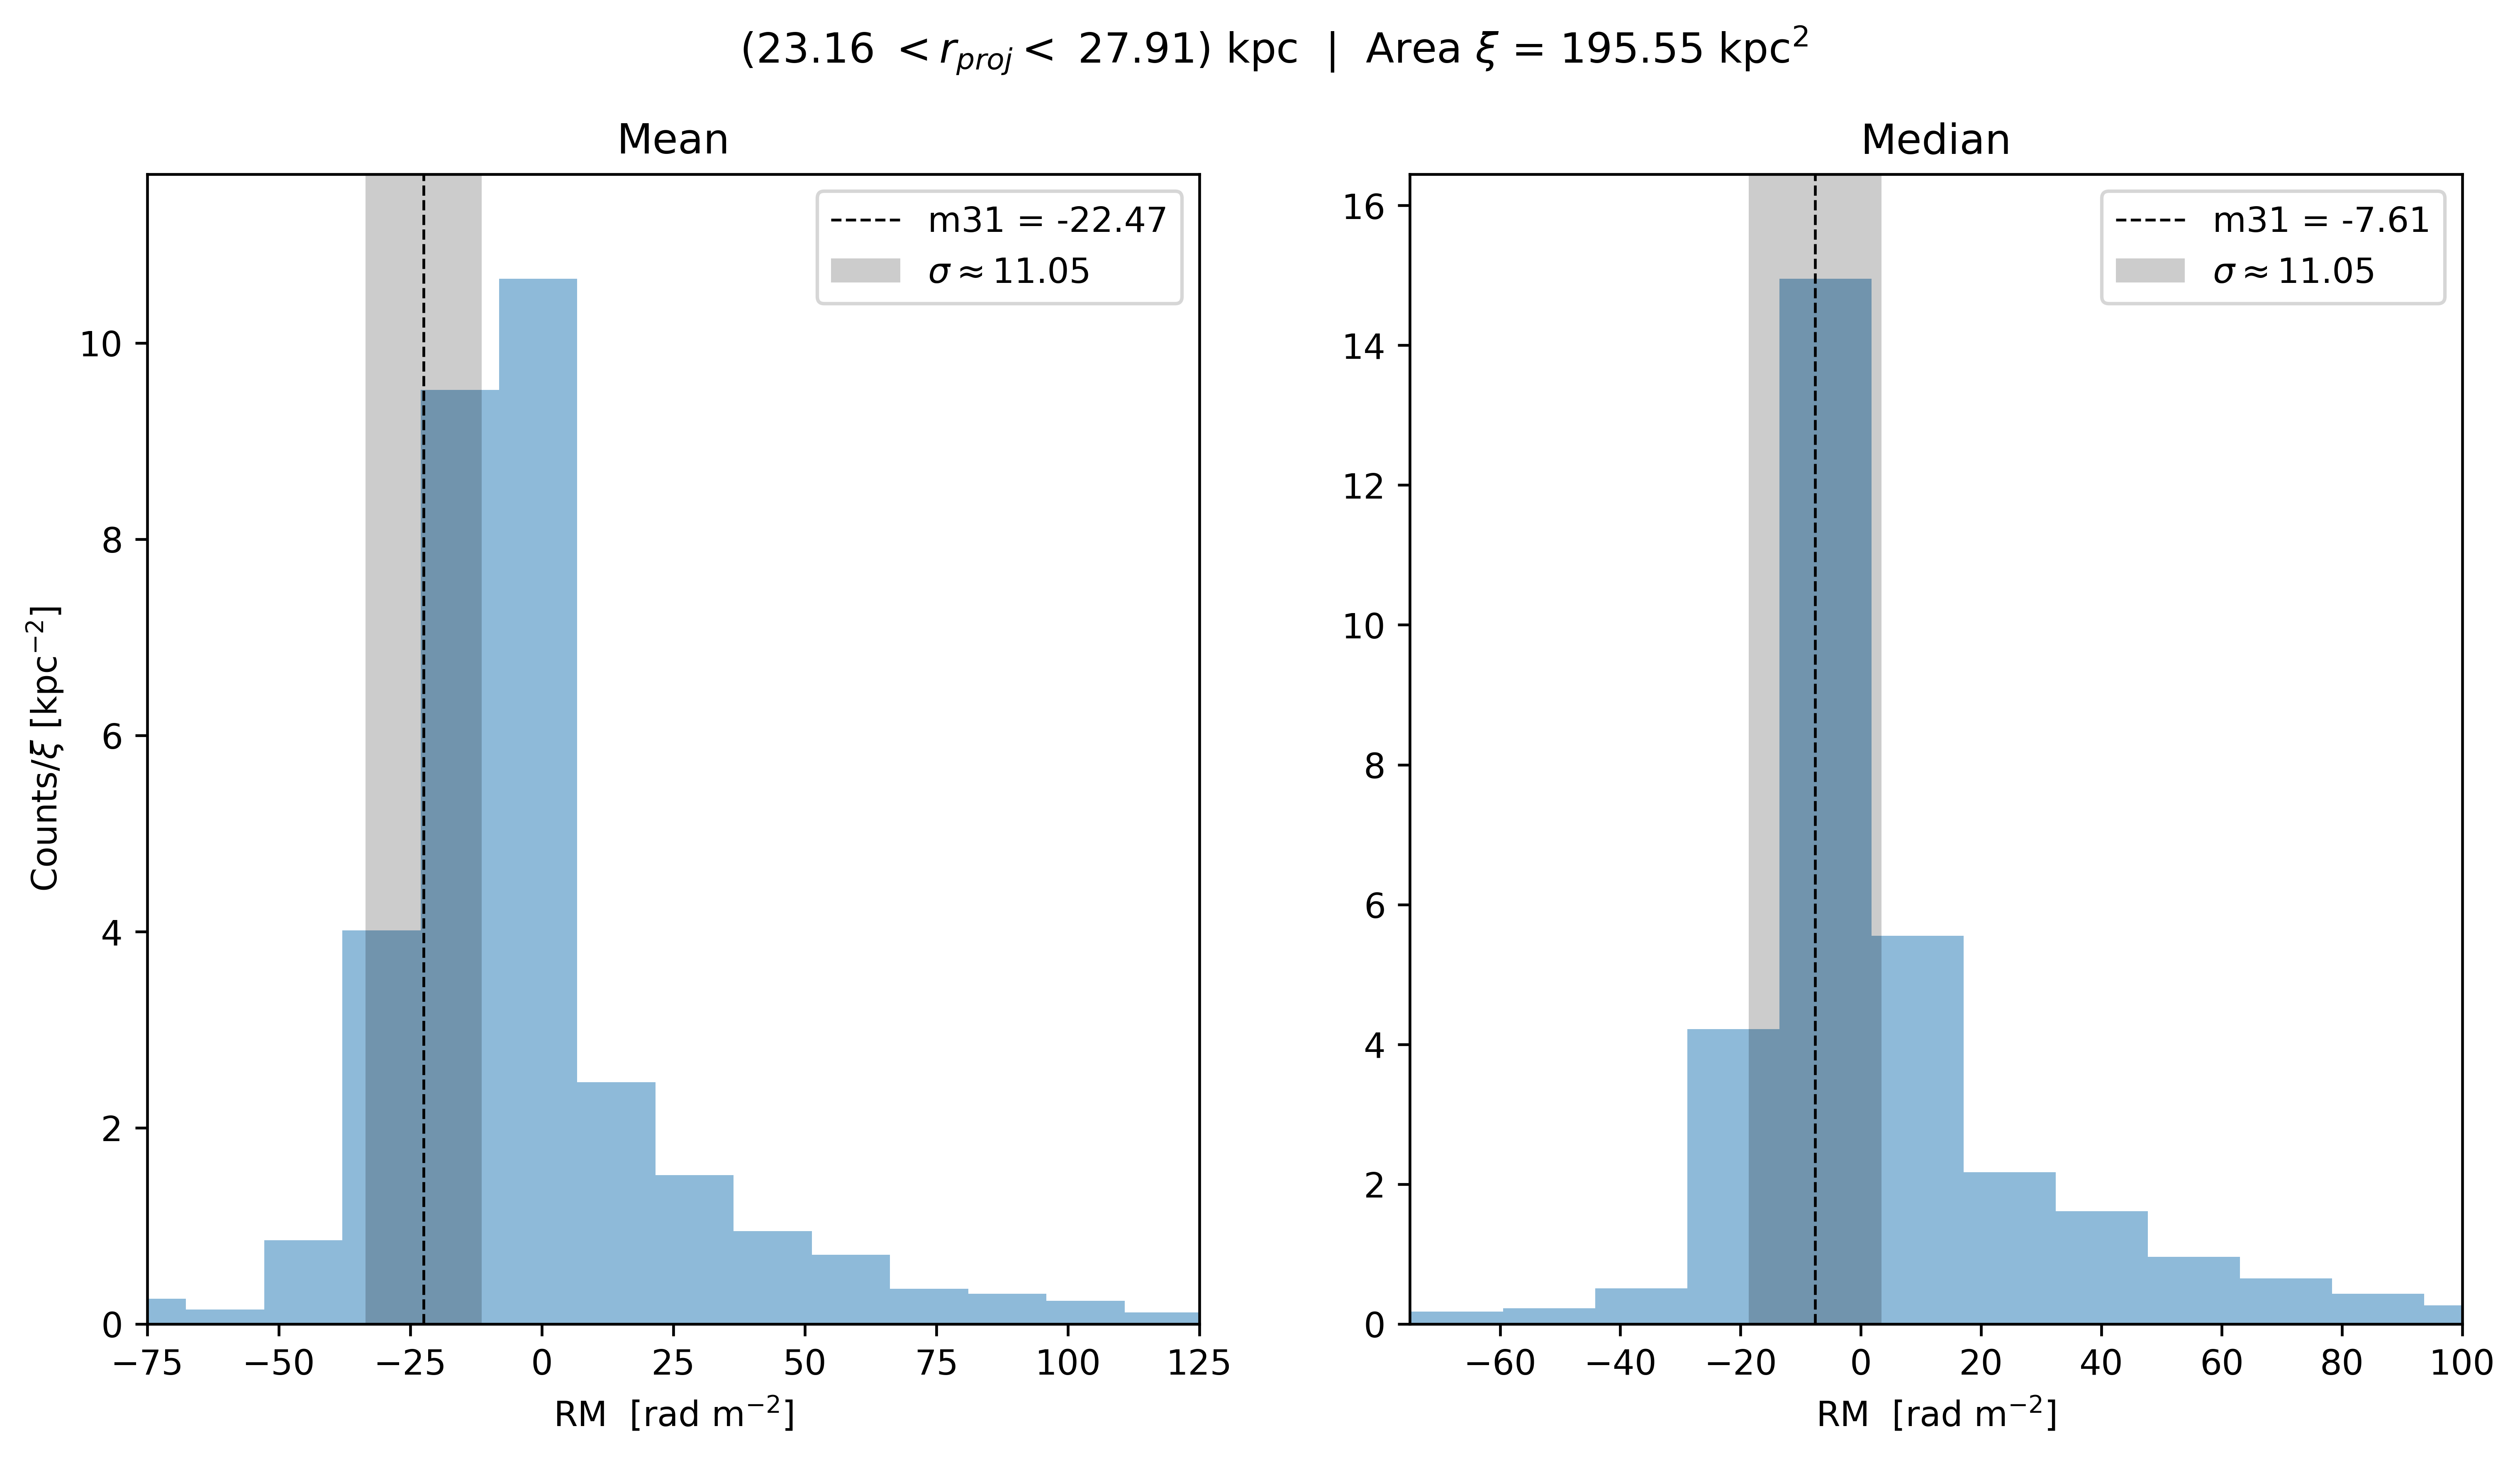 (23.16 < r_proj < 27.91) kpc | Area ξ = 195.55 kpc²
Mean
m31 = -22.47
σ ≈ 11.05
10
8
6
4
2
0
Counts/ξ [kpc⁻²]
−75 −50 −25 0 25 50 75 100 125
RM [rad m⁻²]
Median
m31 = -7.61
σ ≈ 11.05
16
14
12
10
8
6
4
2
0
−60 −40 −20 0 20 40 60 80 100
RM [rad m⁻²]